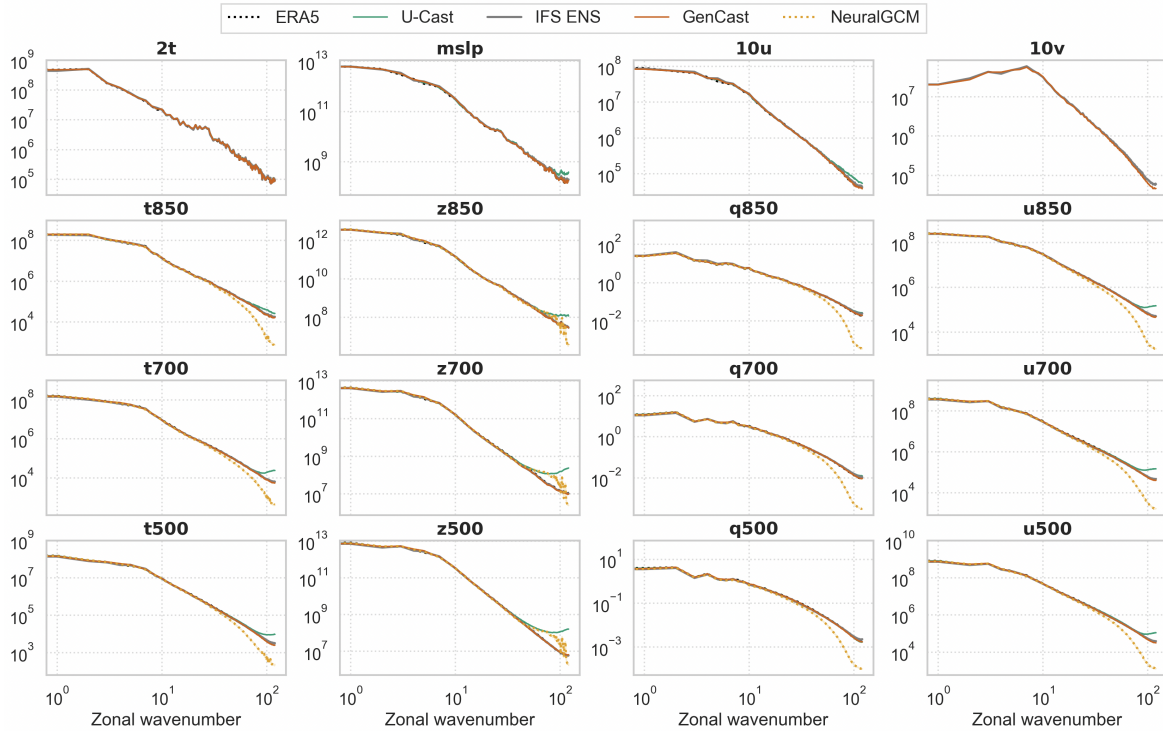 ERA5 U-Cast IFS ENS GenCast NeuralGCM
2t mslp 10u 10v
10^9 10^8 10^7 10^6 10^5
10^13 10^11 10^9
10^8 10^7 10^6 10^5
10^7 10^6 10^5
t850 z850 q850 u850
10^8 10^6 10^4
10^12 10^10 10^8
10^2 10^0 10^−2
10^8 10^6 10^4
t700 z700 q700 u700
10^8 10^6 10^4
10^13 10^11 10^9 10^7
10^2 10^0 10^−2
10^8 10^6 10^4
t500 z500 q500 u500
10^9 10^7 10^5 10^3
10^13 10^11 10^9 10^7
10^1 10^−1 10^−3
10^10 10^8 10^6 10^4
10^0 10^1 10^2 10^0 10^1 10^2 10^0 10^1 10^2 10^0 10^1 10^2
Zonal wavenumber Zonal wavenumber Zonal wavenumber Zonal wavenumber